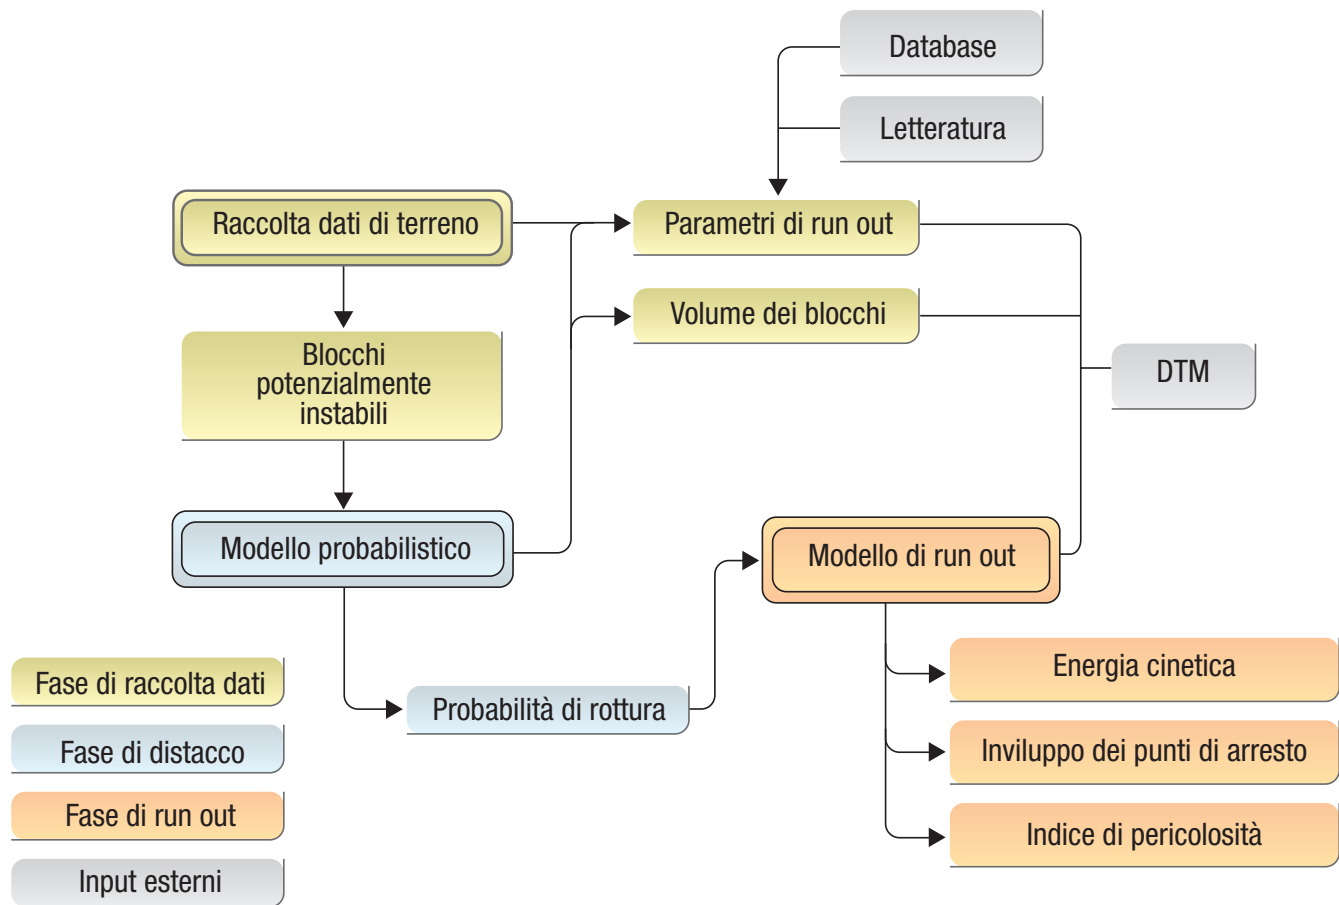 Database
Letteratura
Raccolta dati di terreno
Parametri di run out
Volume dei blocchi
Blocchi
potenzialmente
instabili
DTM
Modello probabilistico
Modello di run out
Energia cinetica
Fase di raccolta dati
Probabilità di rottura
Fase di distacco
Inviluppo dei punti di arresto
Fase di run out
Indice di pericolosità
Input esterni